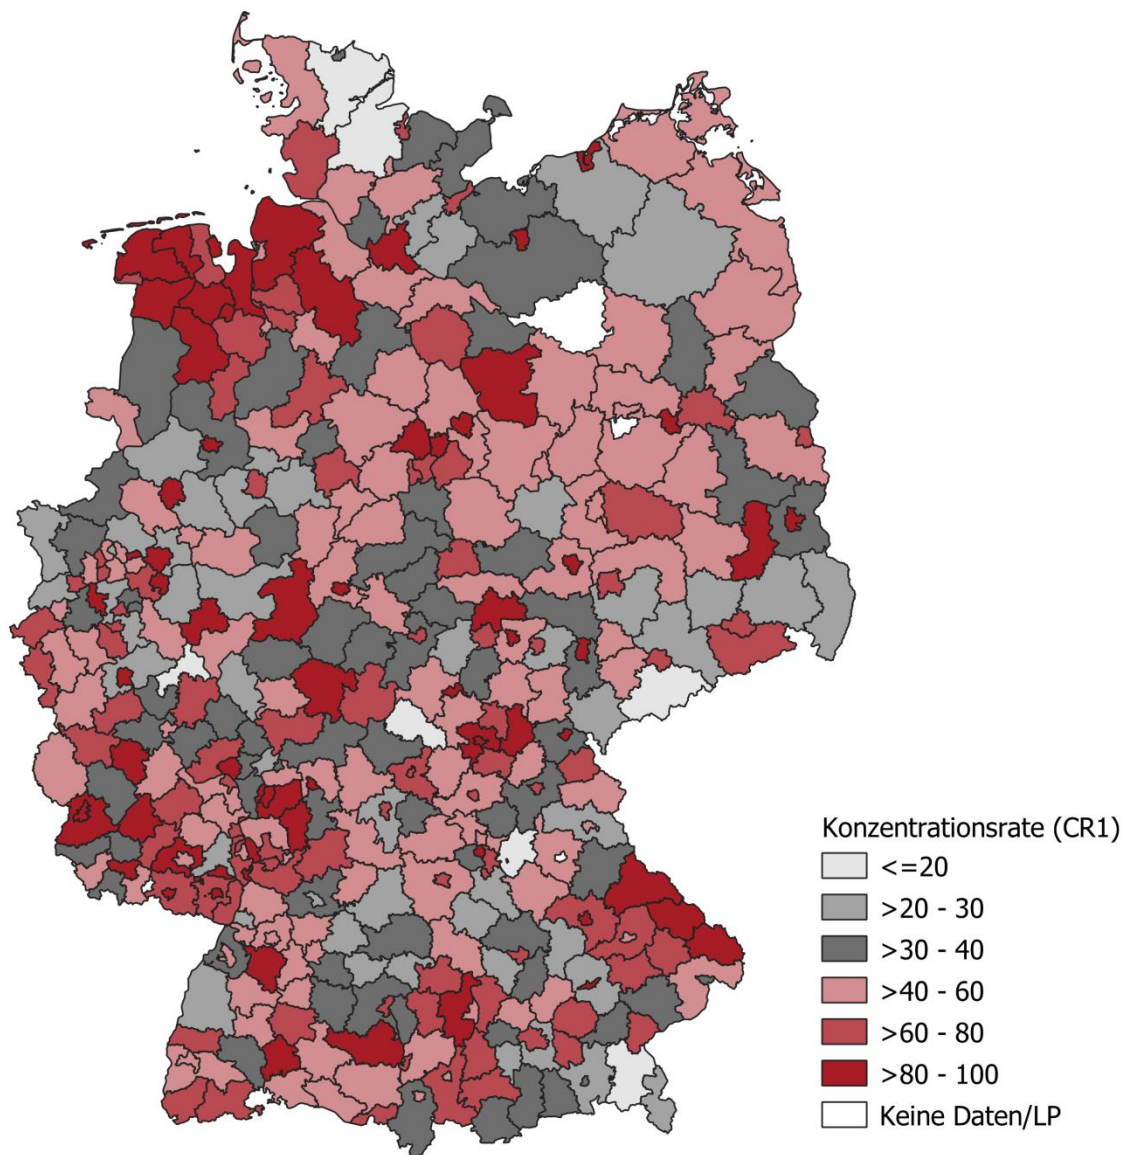 Konzentrationsrate (CR1)
<=20
>20 - 30
>30 - 40
>40 - 60
>60 - 80
>80 - 100
Keine Daten/LP